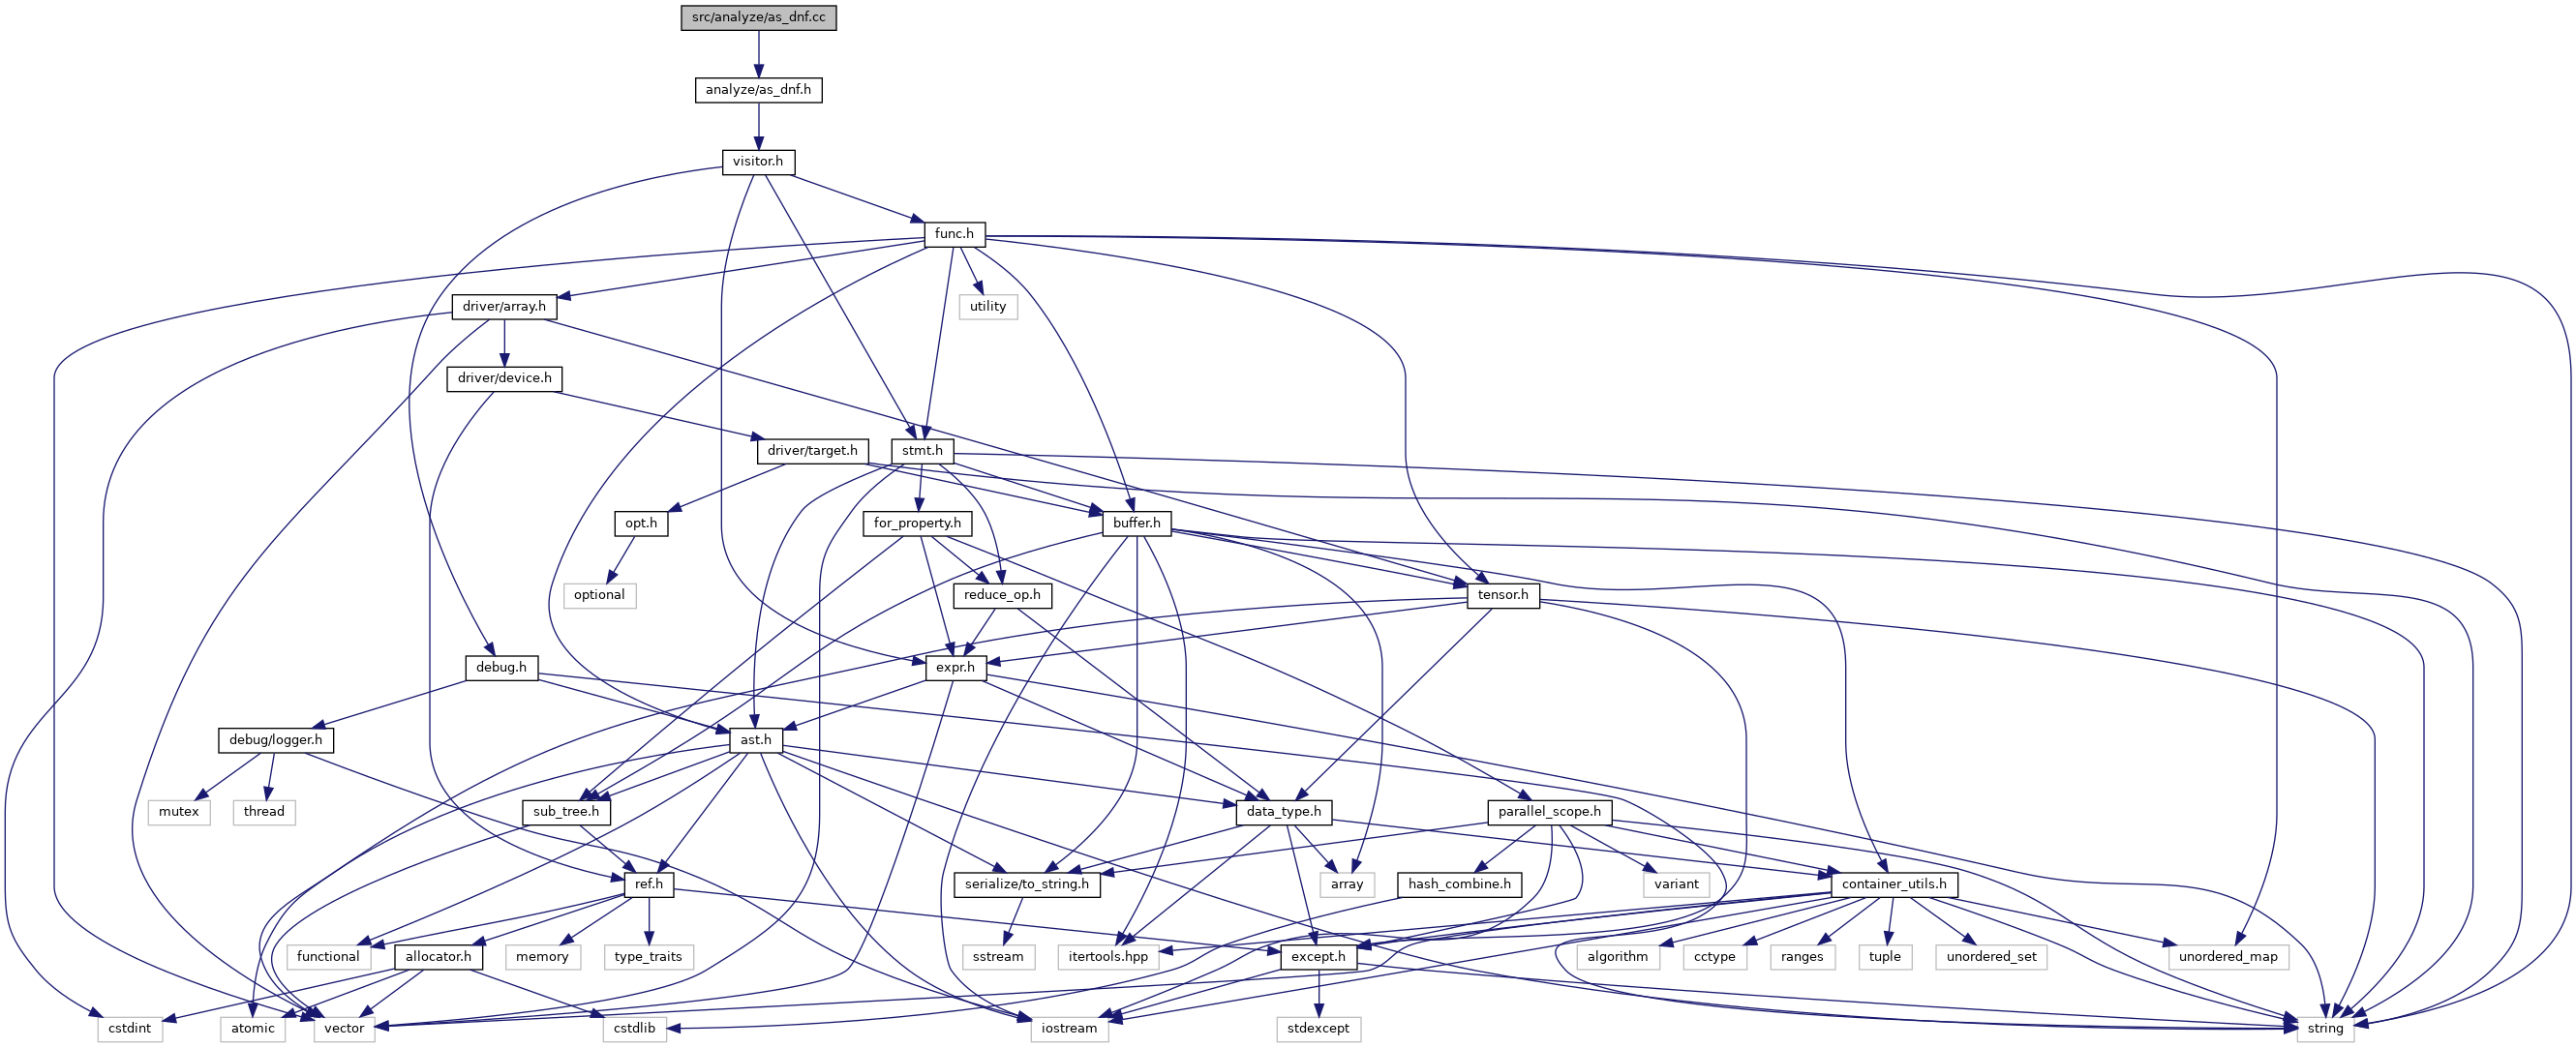 src/analyze/as_dnf.cc
analyze/as_dnf.h
visitor.h
func.h
driver/array.h
utility
driver/device.h
driver/target.h
stmt.h
opt.h
for_property.h
buffer.h
optional
reduce_op.h
tensor.h
debug.h
expr.h
debug/logger.h
ast.h
mutex
thread
sub_tree.h
data_type.h
parallel_scope.h
ref.h
serialize/to_string.h
array
hash_combine.h
variant
container_utils.h
functional
allocator.h
memory
type_traits
sstream
itertools.hpp
except.h
algorithm
cctype
ranges
tuple
unordered_set
unordered_map
cstdint
atomic
vector
cstdlib
iostream
stdexcept
string